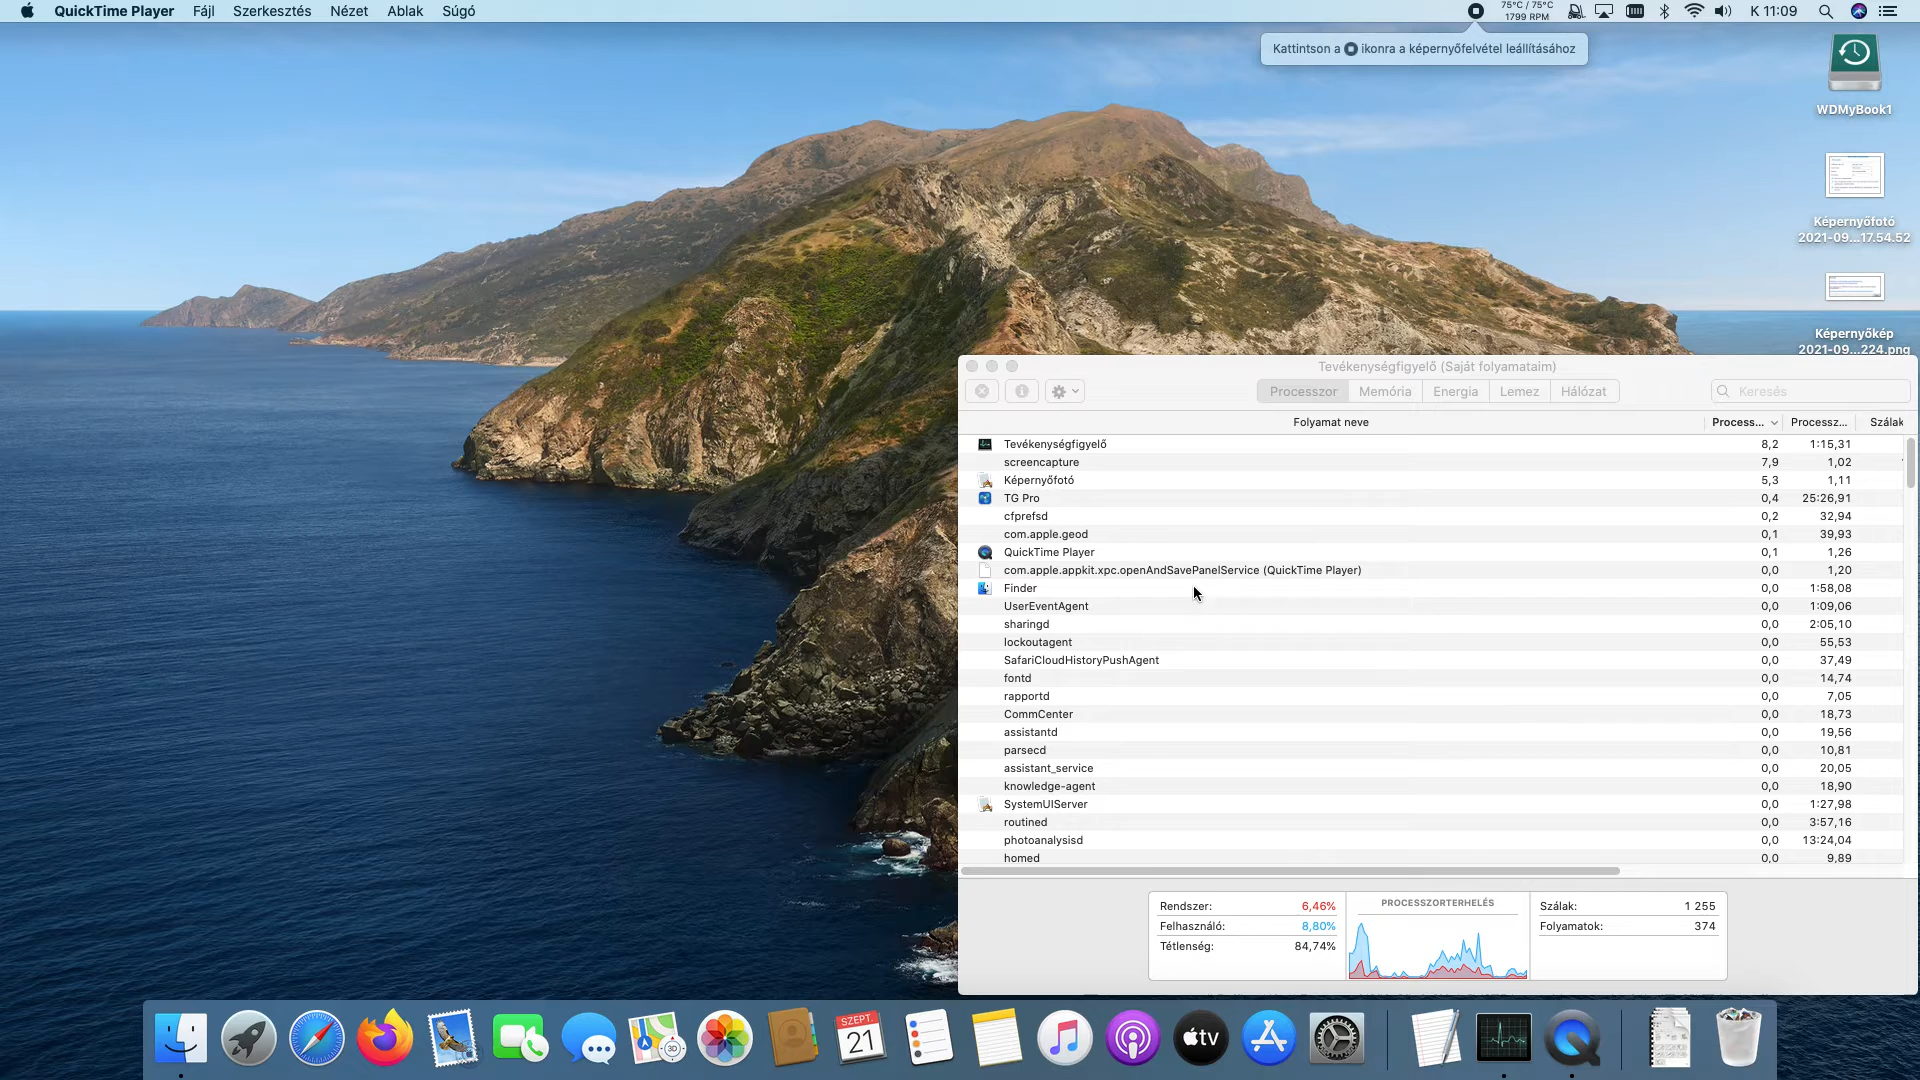 QuickTime Player Fájl Szerkesztés Nézet Ablak Súgó
75°C / 75°C
1799 RPM
K 11:09
Kattintson a ikonra a képernyőfelvétel leállításához
WDMyBook1
Képernyőfotó
2021-09...17.54.52
Képernyőkép
2021-09...224.png
Tevékenységfigyelő (Saját folyamataim)
Processzor Memória Energia Lemez Hálózat Keresés
Folyamat neve Process... Processz... Szálak
Tevékenységfigyelő 8,2 1:15,31
screencapture 7,9 1,02
Képernyőfotó 5,3 1,11
TG Pro 0,4 25:26,91
cfprefsd 0,2 32,94
com.apple.geod 0,1 39,93
QuickTime Player 0,1 1,26
com.apple.appkit.xpc.openAndSavePanelService (QuickTime Player) 0,0 1,20
Finder 0,0 1:58,08
UserEventAgent 0,0 1:09,06
sharingd 0,0 2:05,10
lockoutagent 0,0 55,53
SafariCloudHistoryPushAgent 0,0 37,49
fontd 0,0 14,74
rapportd 0,0 7,05
CommCenter 0,0 18,73
assistantd 0,0 19,56
parsecd 0,0 10,81
assistant_service 0,0 20,05
knowledge-agent 0,0 18,90
SystemUIServer 0,0 1:27,98
routined 0,0 3:57,16
photoanalysisd 0,0 13:24,04
homed 0,0 9,89
Rendszer: 6,46%
Felhasználó: 8,80%
Tétlenség: 84,74%
PROCESSZORTERHELÉS
Szálak: 1 255
Folyamatok: 374
SZEPT.
21
3D
tv